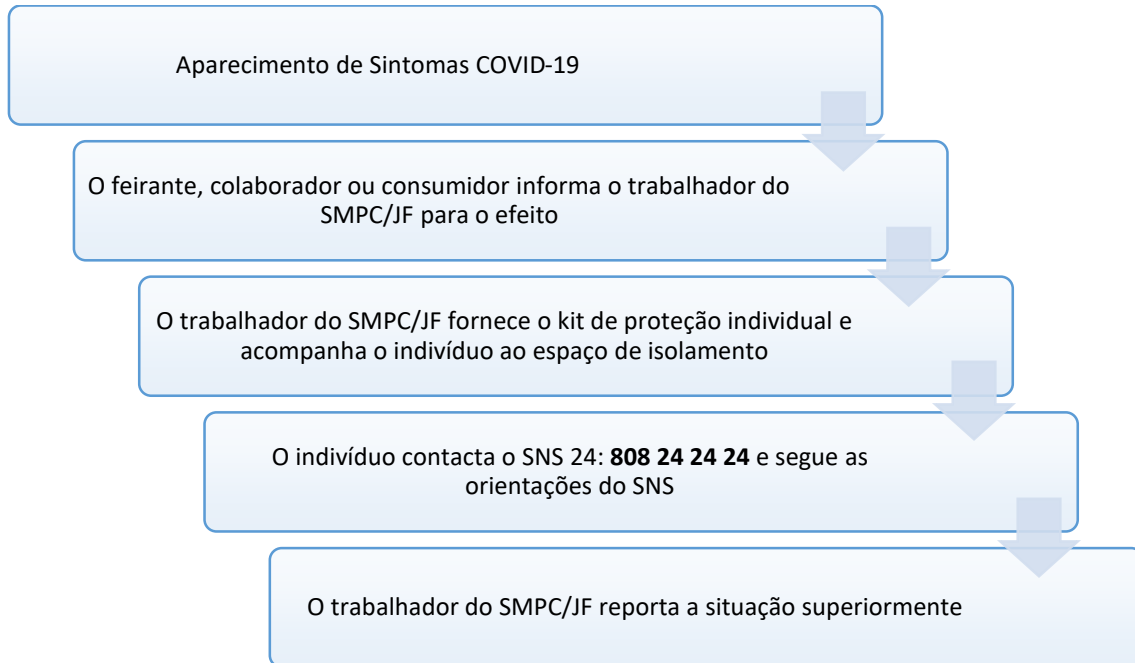 Aparecimento de Sintomas COVID-19
O feirante, colaborador ou consumidor informa o trabalhador do
SMPC/JF para o efeito
O trabalhador do SMPC/JF fornece o kit de proteção individual e
acompanha o indivíduo ao espaço de isolamento
O indivíduo contacta o SNS 24: 808 24 24 24 e segue as
orientações do SNS
O trabalhador do SMPC/JF reporta a situação superiormente